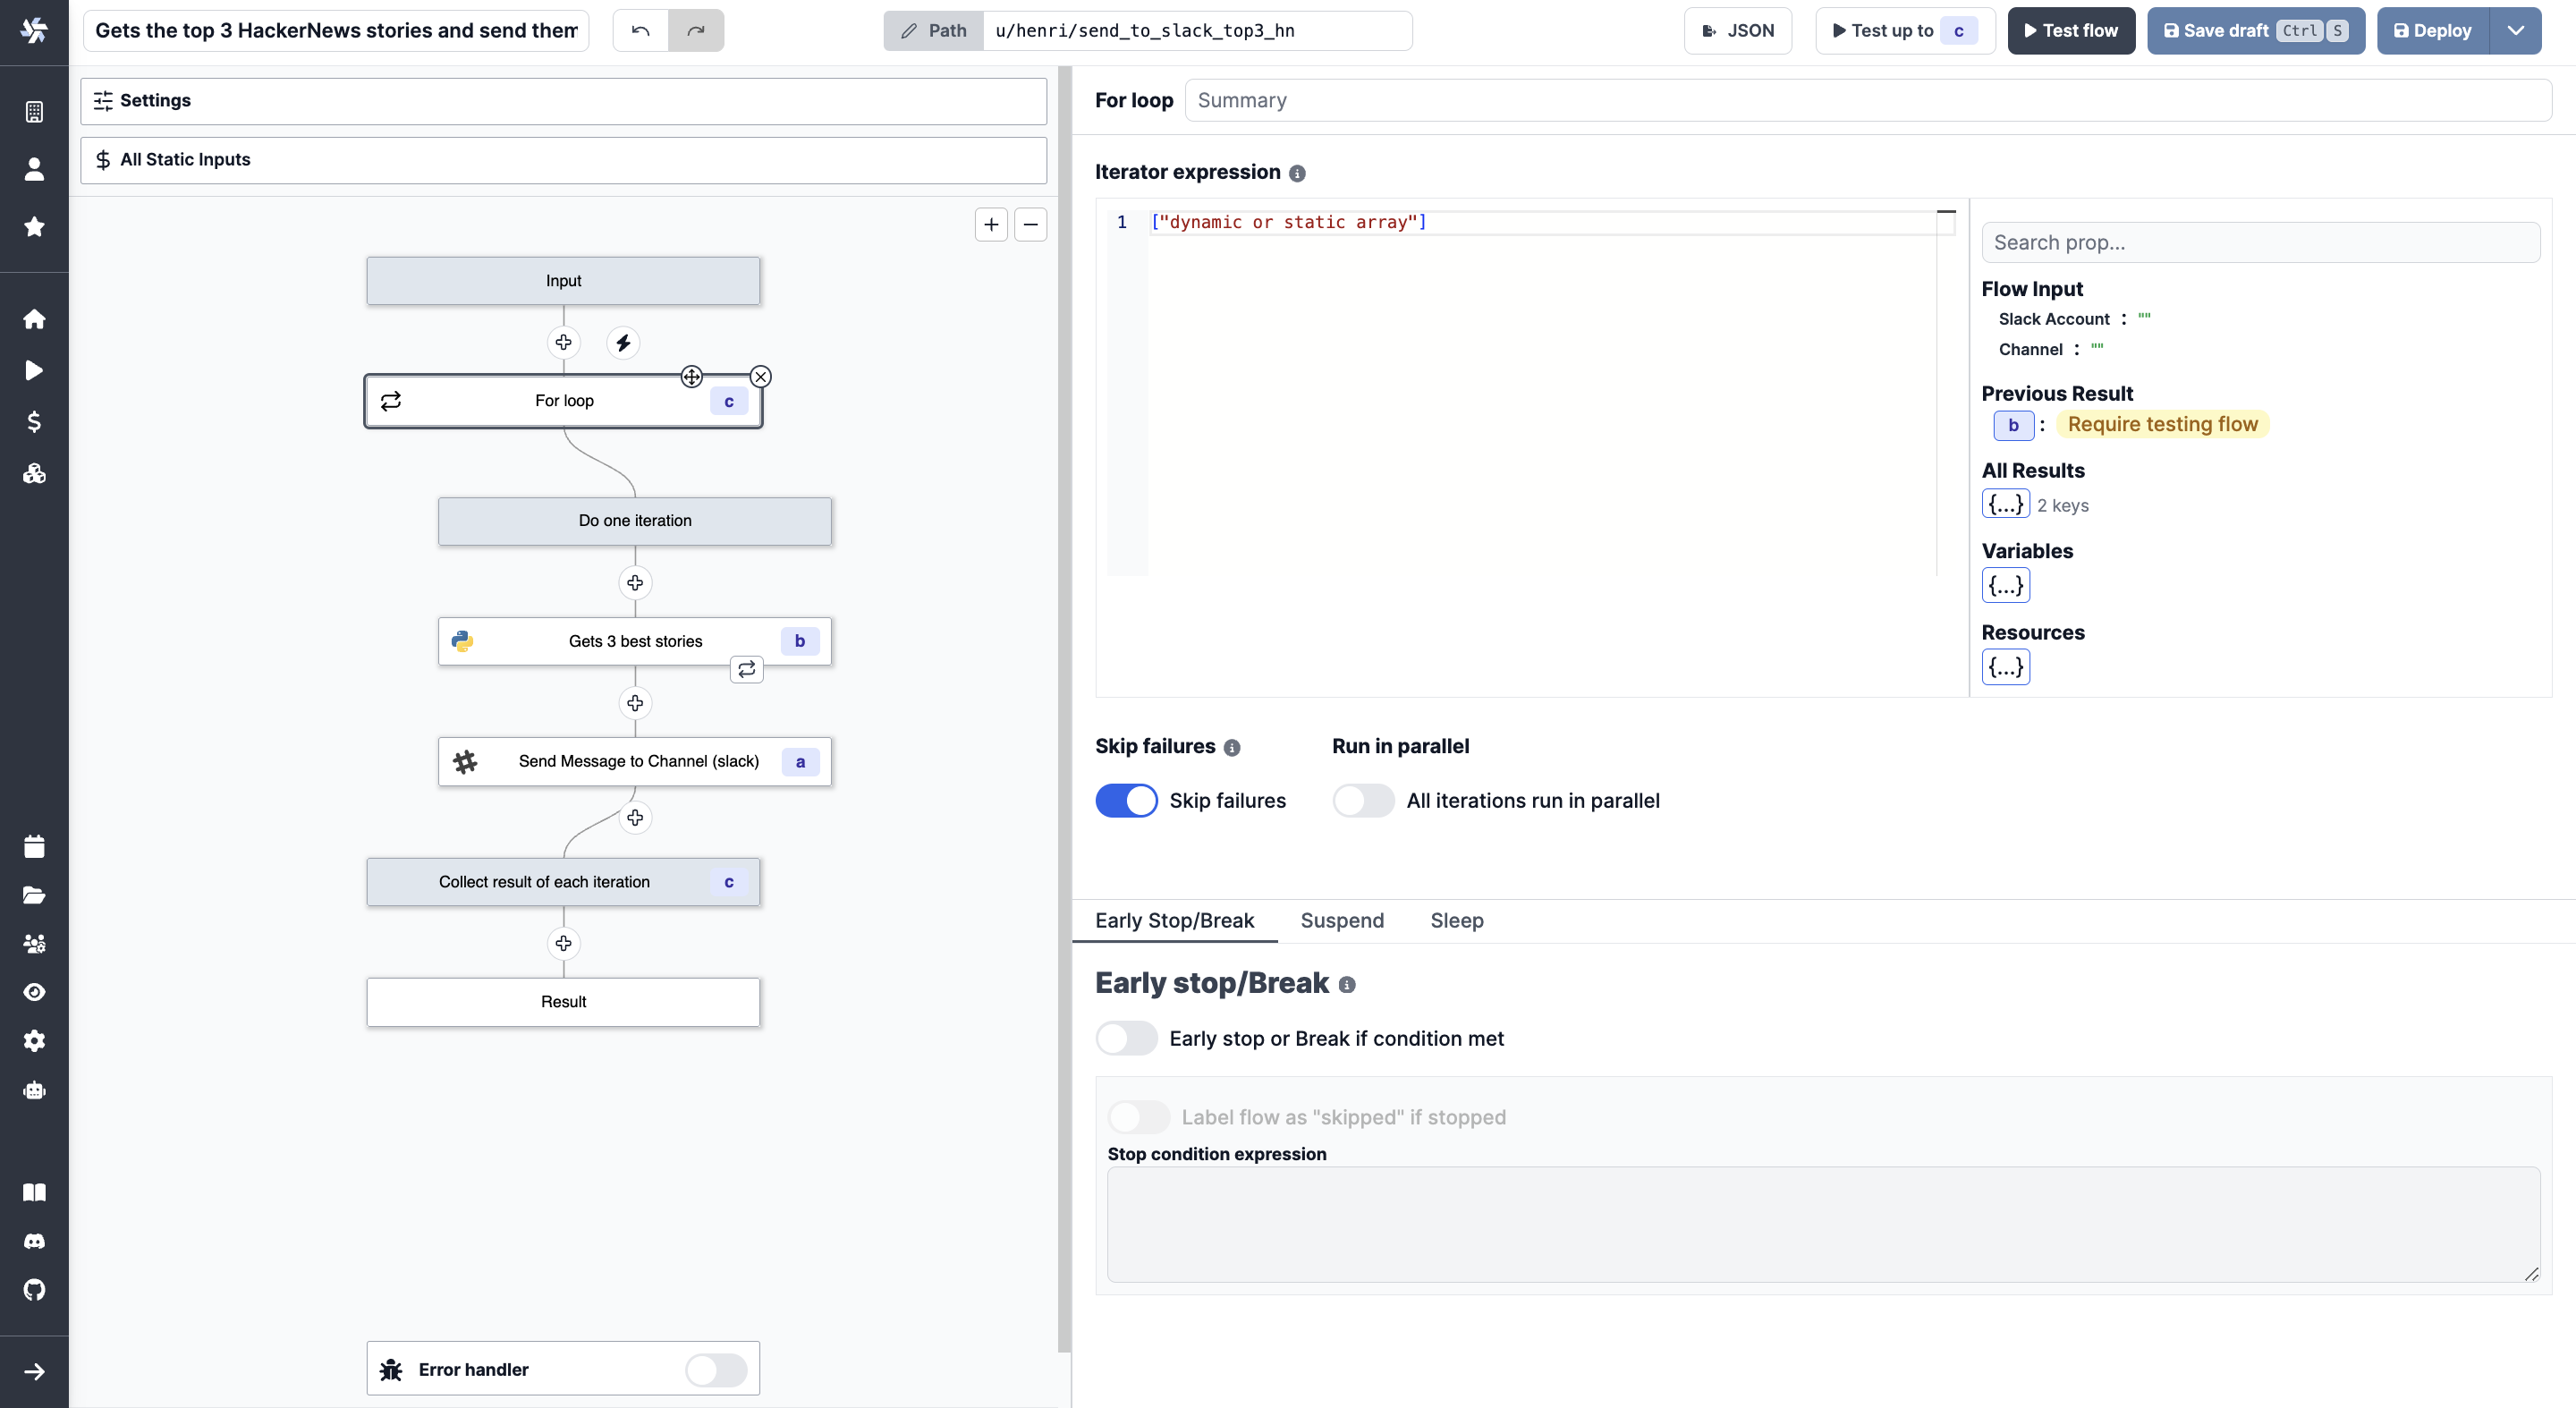 Gets the top 3 HackerNews stories and send them
Path
u/henri/send_to_slack_top3_hn
JSON
Test up to c
Test flow
Save draft Ctrl S
Deploy
Settings
All Static Inputs
Input
For loop
c
Do one iteration
Gets 3 best stories
b
Send Message to Channel (slack)
a
Collect result of each iteration
c
Result
Error handler
For loop
Summary
Iterator expression
1
["dynamic or static array"]
Search prop...
Flow Input
Slack Account : ""
Channel : ""
Previous Result
b : Require testing flow
All Results
{...} 2 keys
Variables
{...}
Resources
{...}
Skip failures
Run in parallel
Skip failures
All iterations run in parallel
Early Stop/Break
Suspend
Sleep
Early stop/Break
Early stop or Break if condition met
Label flow as "skipped" if stopped
Stop condition expression